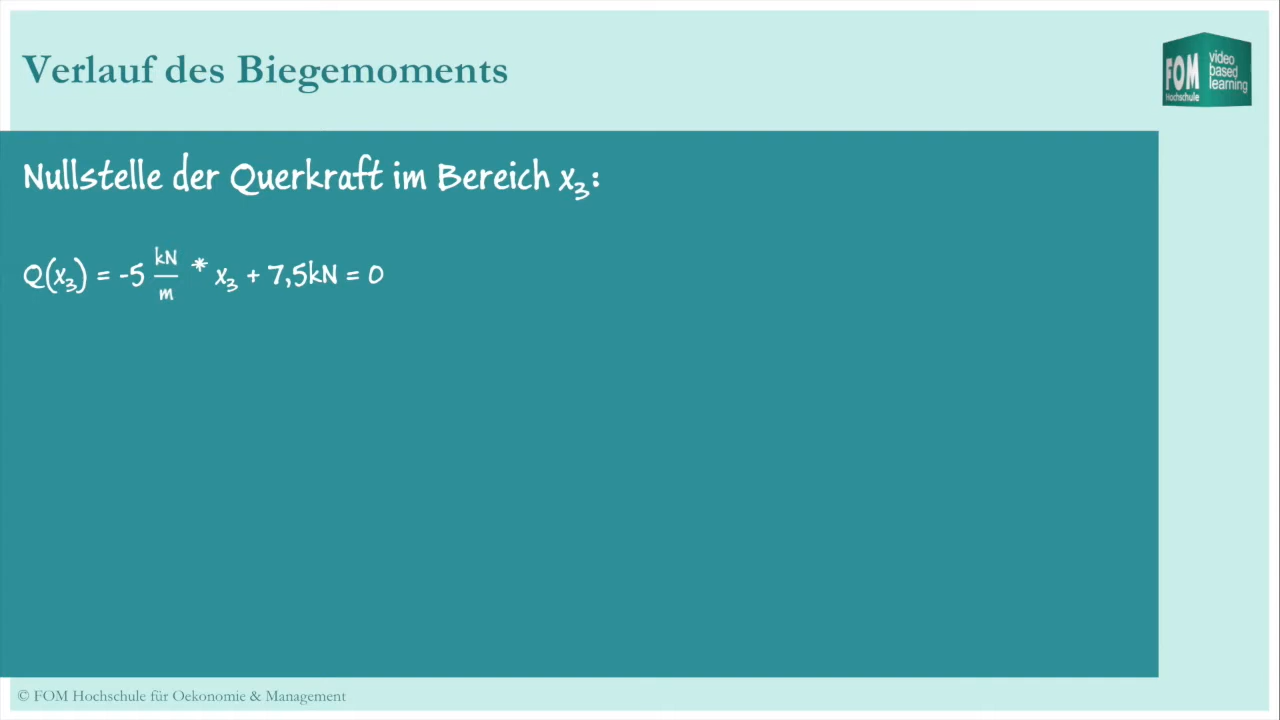 Verlauf des Biegemoments
FOM
Hochschule
video
based
learning
Nullstelle der Querkraft im Bereich x₃:
Q(x₃) = -5 kN/m * x₃ + 7,5kN = 0
© FOM Hochschule für Oekonomie & Management